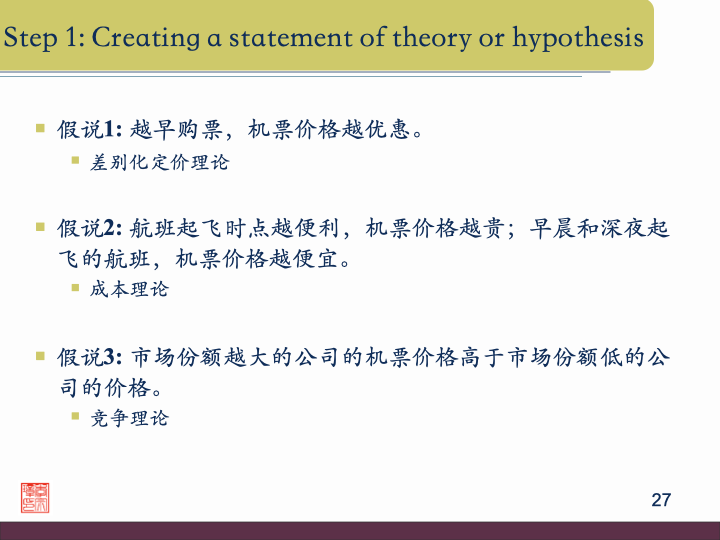 Step 1: Creating a statement of theory or hypothesis
假说1: 越早购票，机票价格越优惠。
差别化定价理论
假说2: 航班起飞时点越便利，机票价格越贵；早晨和深夜起
飞的航班，机票价格越便宜。
成本理论
假说3: 市场份额越大的公司的机票价格高于市场份额低的公
司的价格。
竞争理论
27